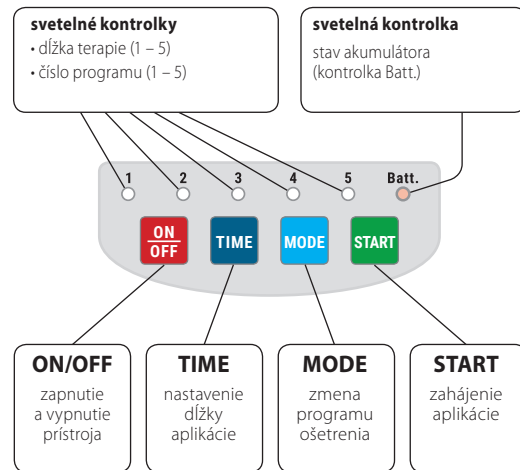 svetelné kontrolky
• dĺžka terapie (1 – 5)
• číslo programu (1 – 5)
svetelná kontrolka
stav akumulátora
(kontrolka Batt.)
1 2 3 4 5 Batt.
ON
OFF
TIME
MODE
START
ON/OFF
zapnutie
a vypnutie
prístroja
TIME
nastavenie
dĺžky
aplikácie
MODE
zmena
programu
ošetrenia
START
zahájenie
aplikácie